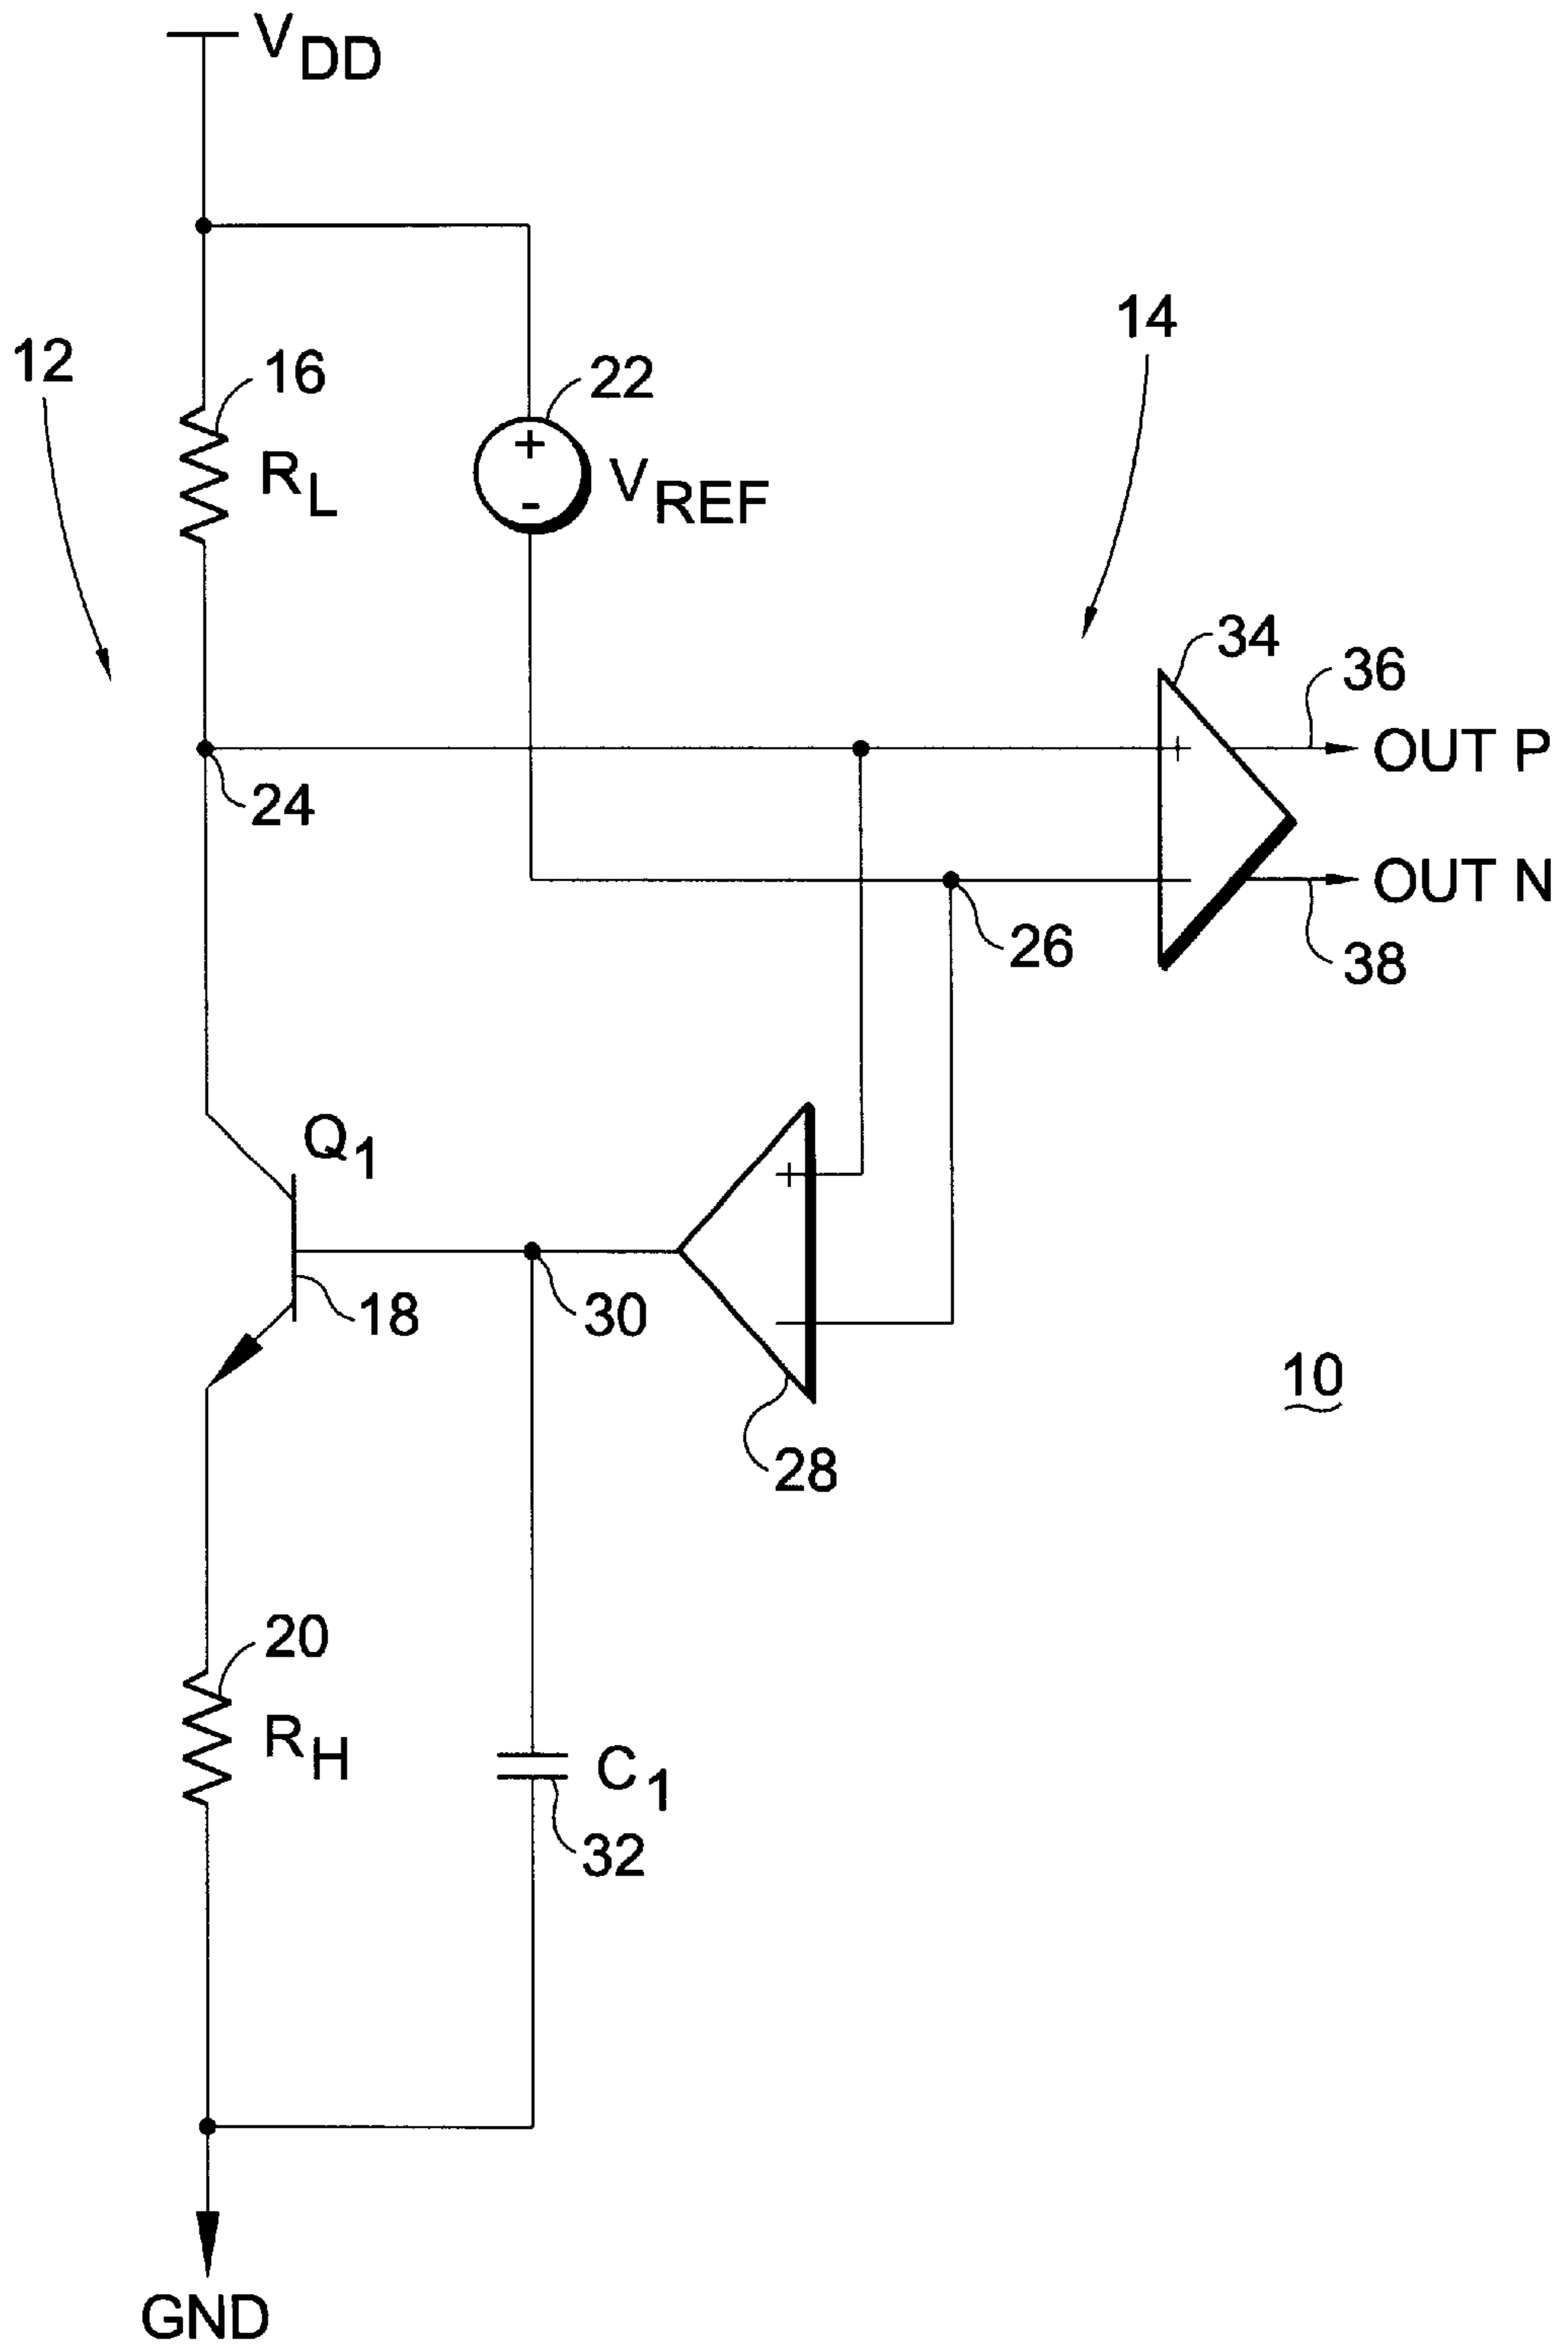 VDD
12
16
RL
22
+
-
VREF
14
34
36
+
OUT P
24
-
OUT N
26
38
Q1
+
18
30
-
28
10
20
RH
C1
32
GND